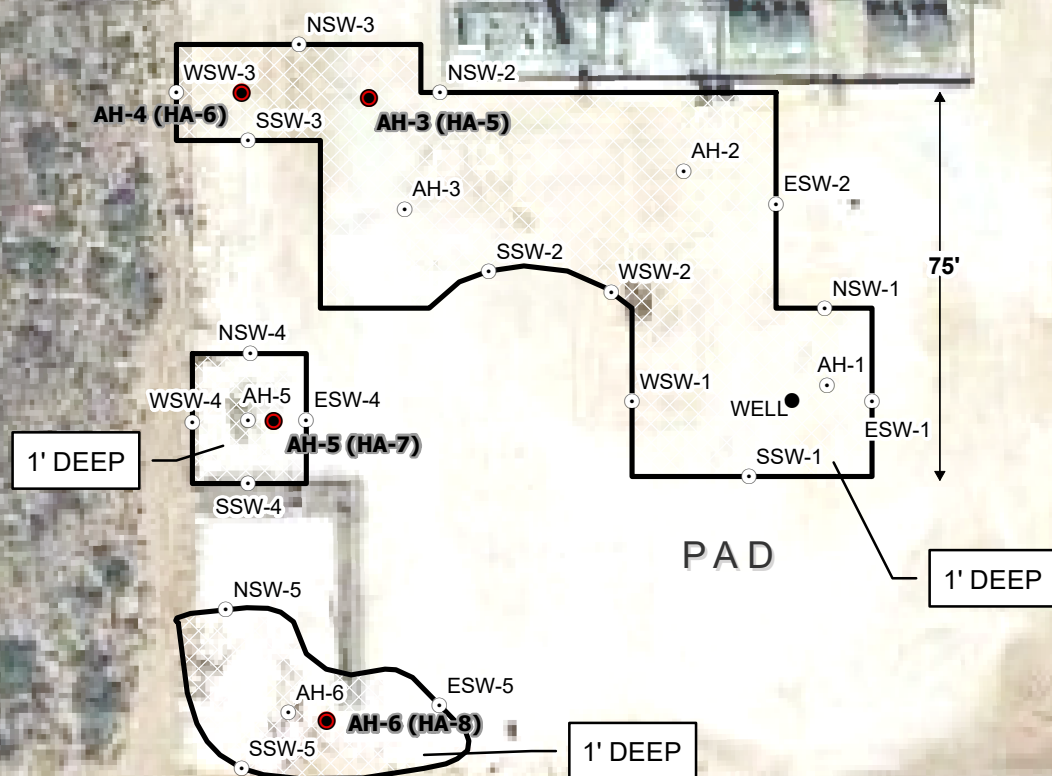 NSW-3
WSW-3
NSW-2
AH-4 (HA-6)
AH-3 (HA-5)
SSW-3
AH-2
AH-3
ESW-2
SSW-2
75'
WSW-2
NSW-1
NSW-4
AH-1
WSW-1
WELL
AH-5
WSW-4
ESW-4
ESW-1
AH-5 (HA-7)
1' DEEP
SSW-1
SSW-4
PAD
1' DEEP
NSW-5
AH-6
ESW-5
AH-6 (HA-8)
SSW-5
1' DEEP